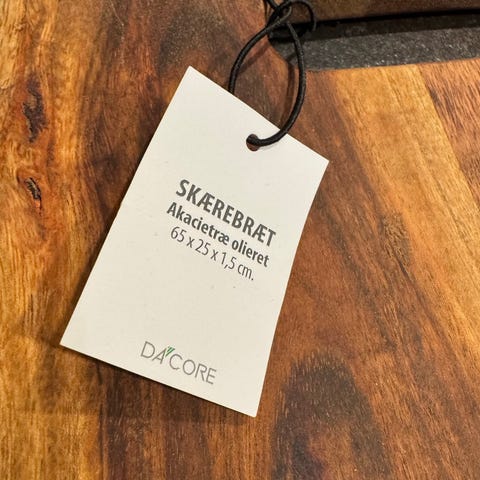 SKÆREBRÆT
Akacietræ olieret
65 x 25 x 1,5 cm.
DA'CORE